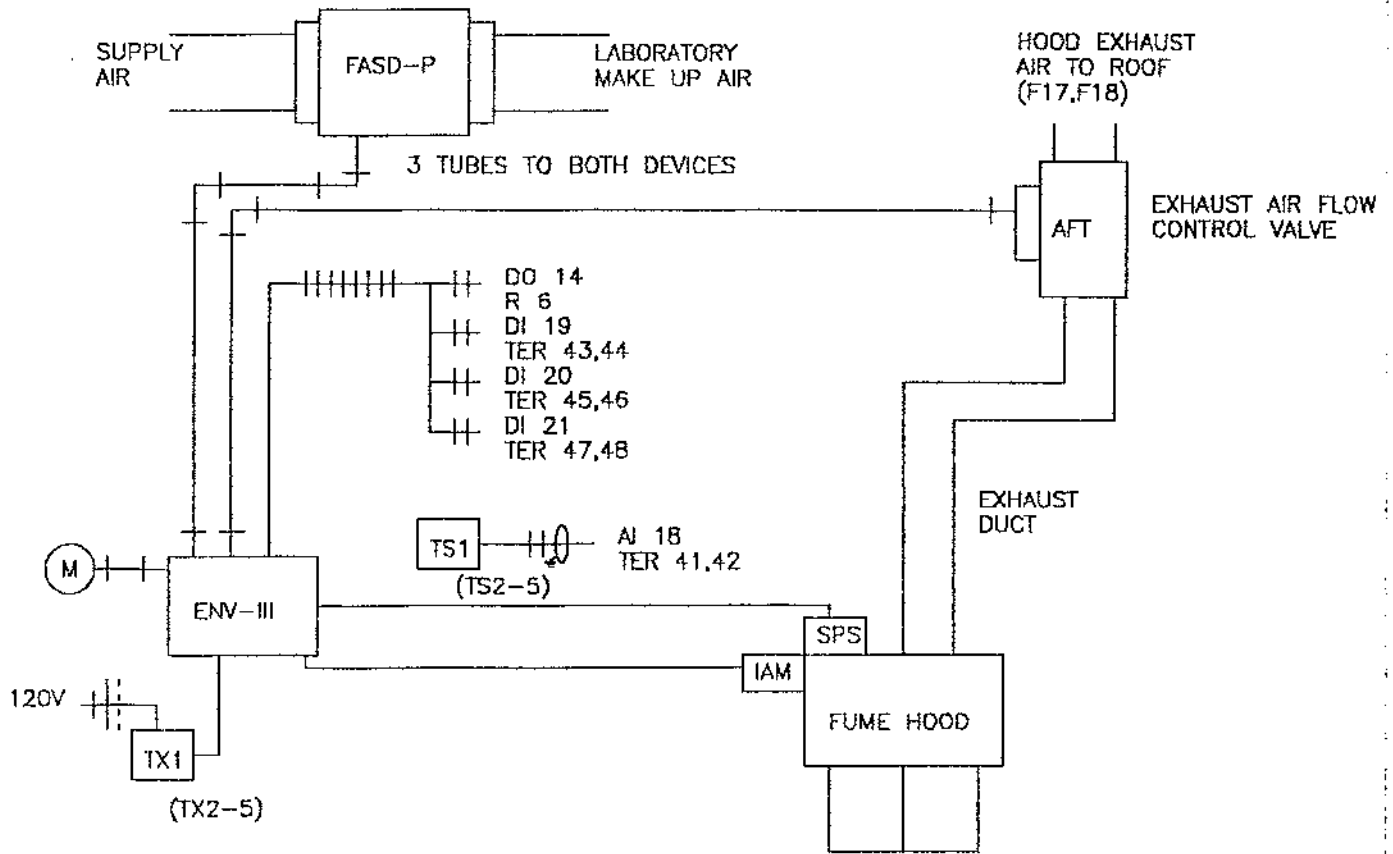 SUPPLY
AIR
FASD-P
LABORATORY
MAKE UP AIR
HOOD EXHAUST
AIR TO ROOF
(F17,F18)
3 TUBES TO BOTH DEVICES
AFT
EXHAUST AIR FLOW
CONTROL VALVE
DO 14
R 6
DI 19
TER 43,44
DI 20
TER 45,46
DI 21
TER 47,48
EXHAUST
DUCT
TS1
(TS2-5)
AI 18
TER 41,42
M
ENV-III
SPS
IAM
FUME HOOD
120V
TX1
(TX2-5)